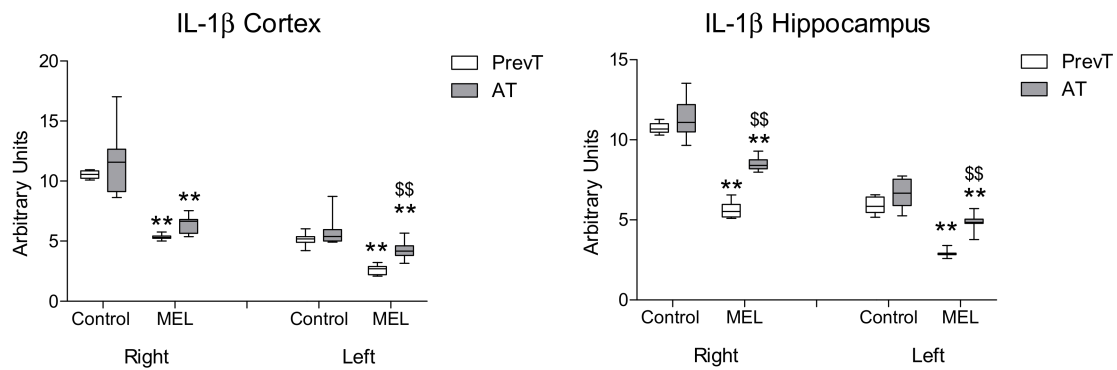 IL-1β Cortex
20
15
10
5
0
Arbitrary Units
PrevT
AT
** **
** $$
**
Control MEL Control MEL
Right Left
IL-1β Hippocampus
15
10
5
0
Arbitrary Units
PrevT
AT
** $$
**
** $$
**
Control MEL Control MEL
Right Left